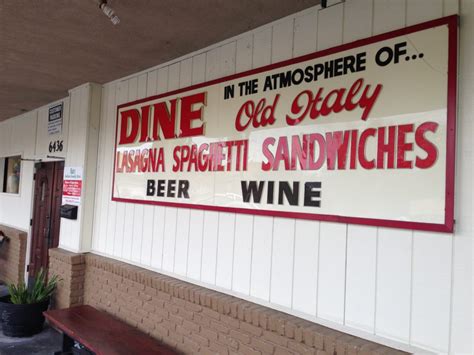 DINE IN THE ATMOSPHERE OF...
Old Italy
LASAGNA SPAGHETTI SANDWICHES
BEER WINE
6436